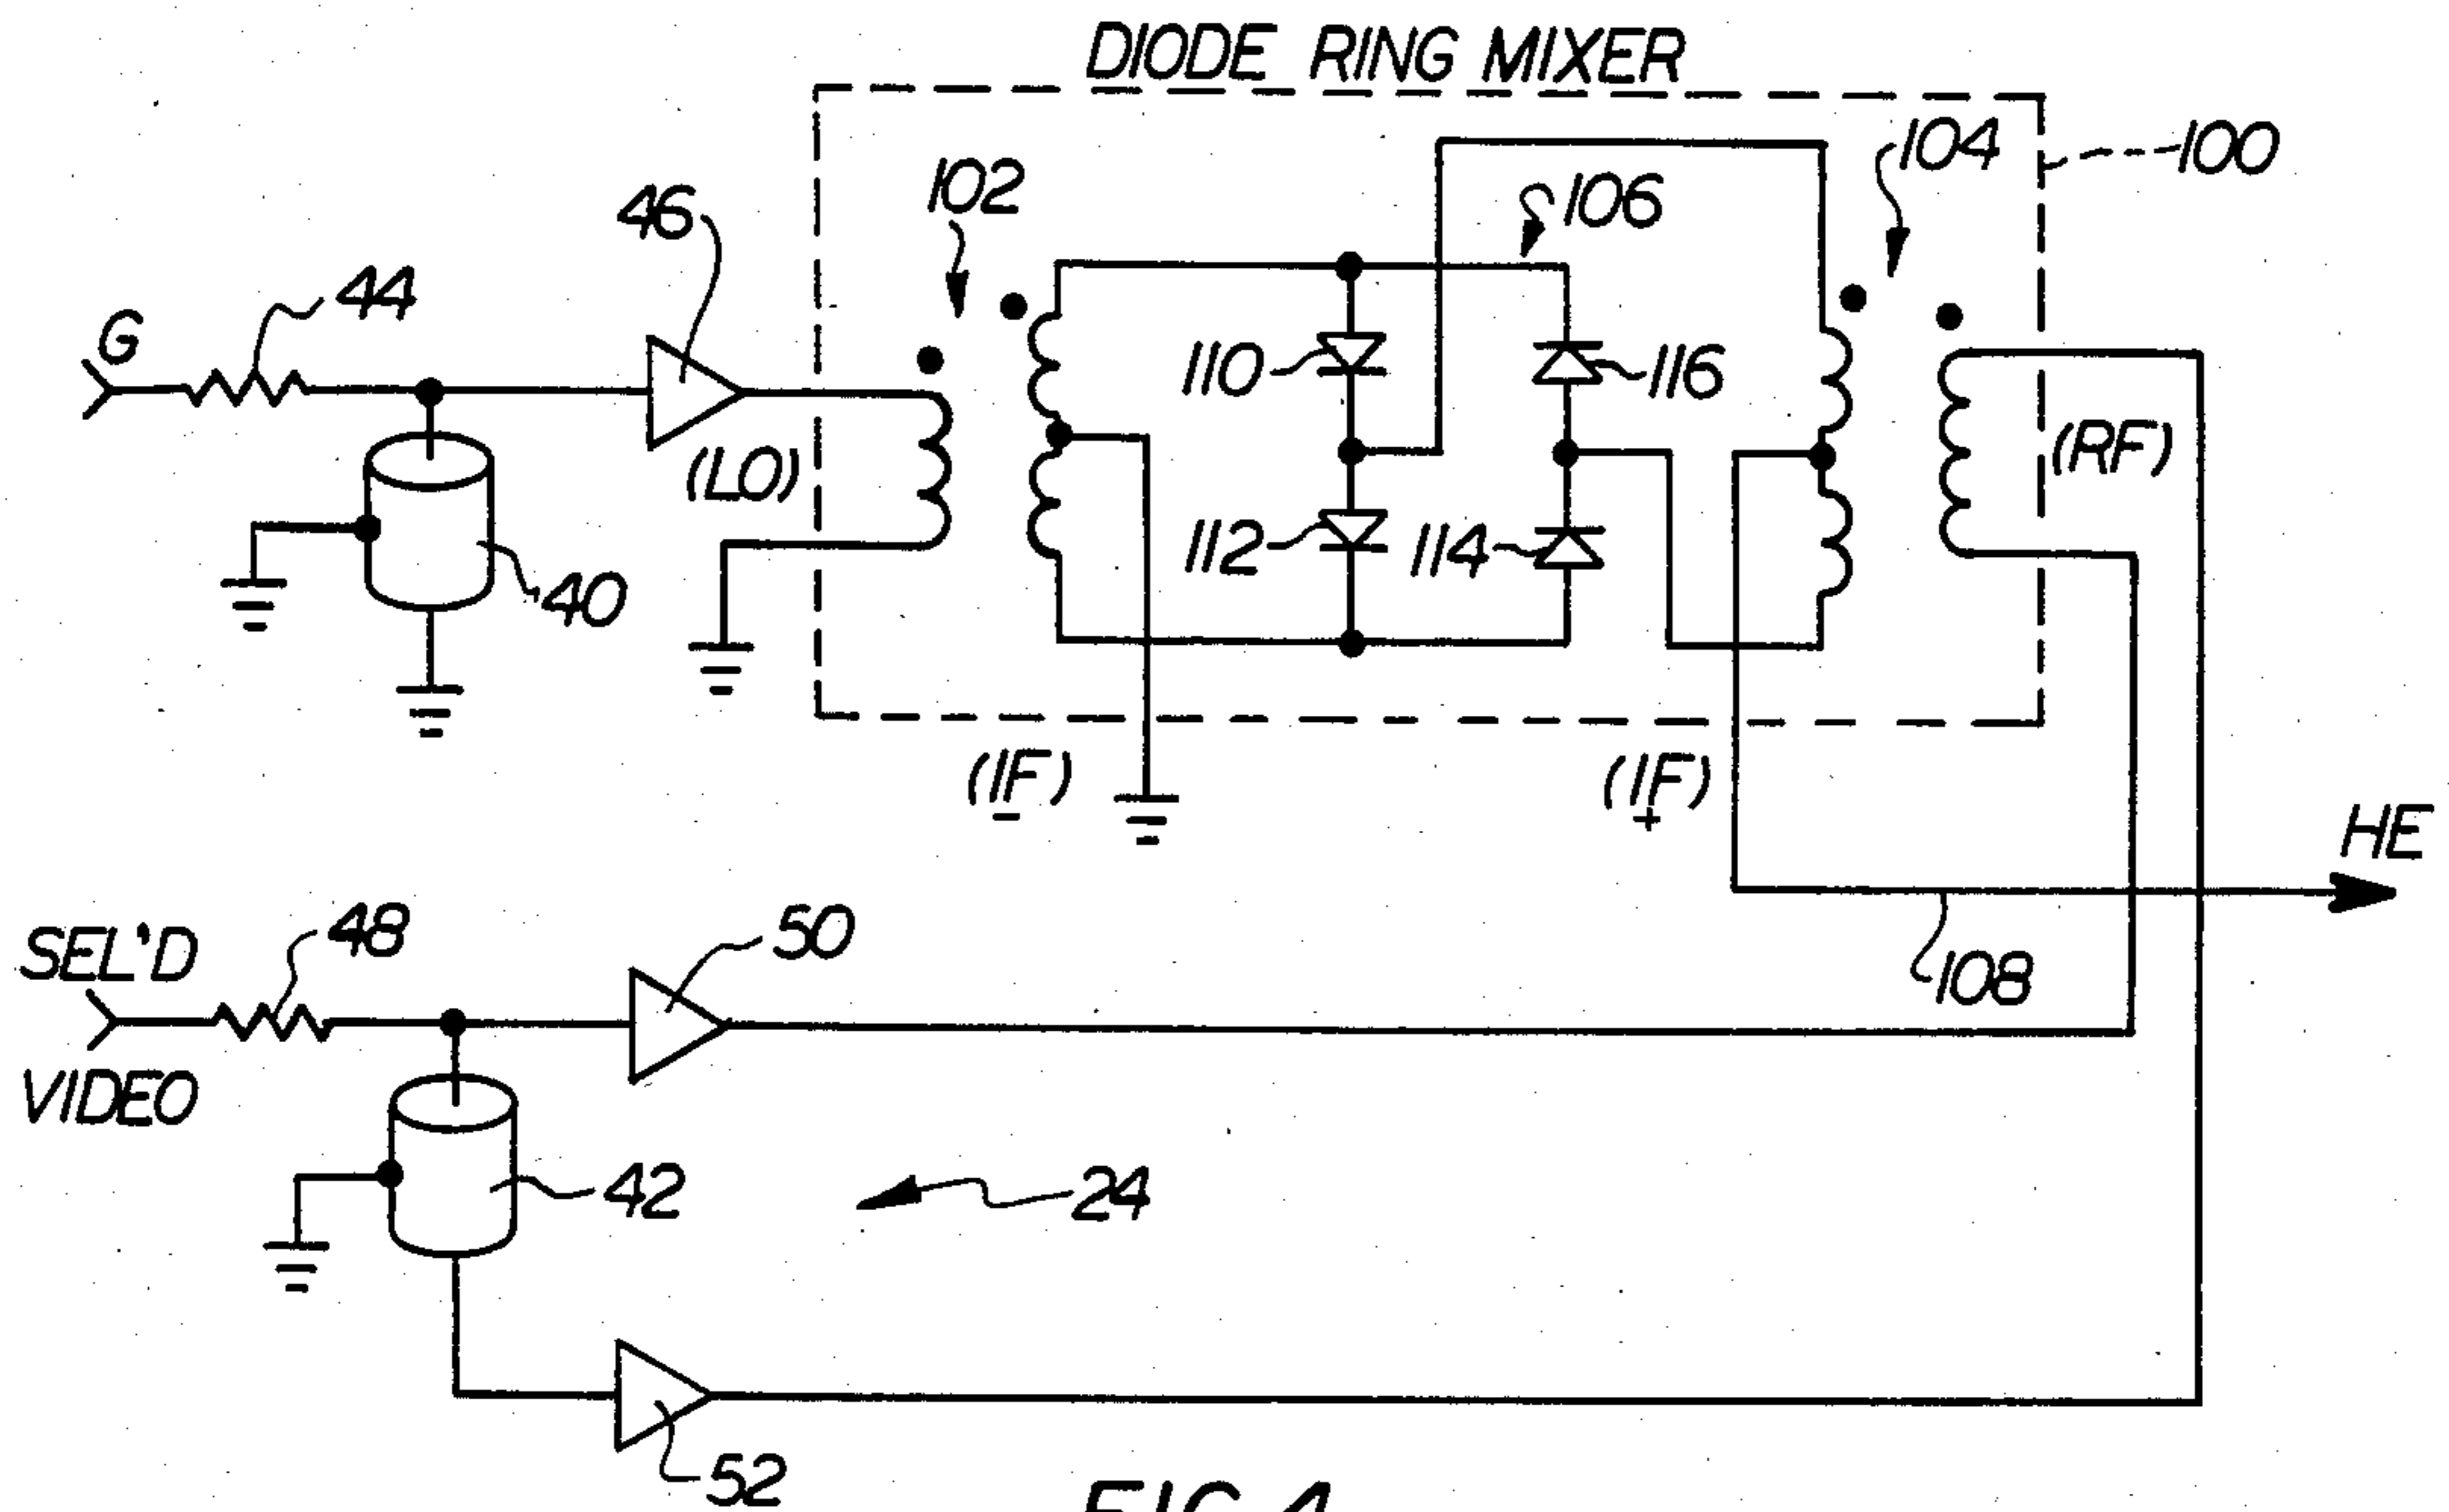 DIODE RING MIXER
104
100
102
106
46
44
G
110
116
(LO)
(RF)
112
114
40
(IF)
-
(IF)
+
HE
48
50
SEL'D
108
VIDEO
42
24
52